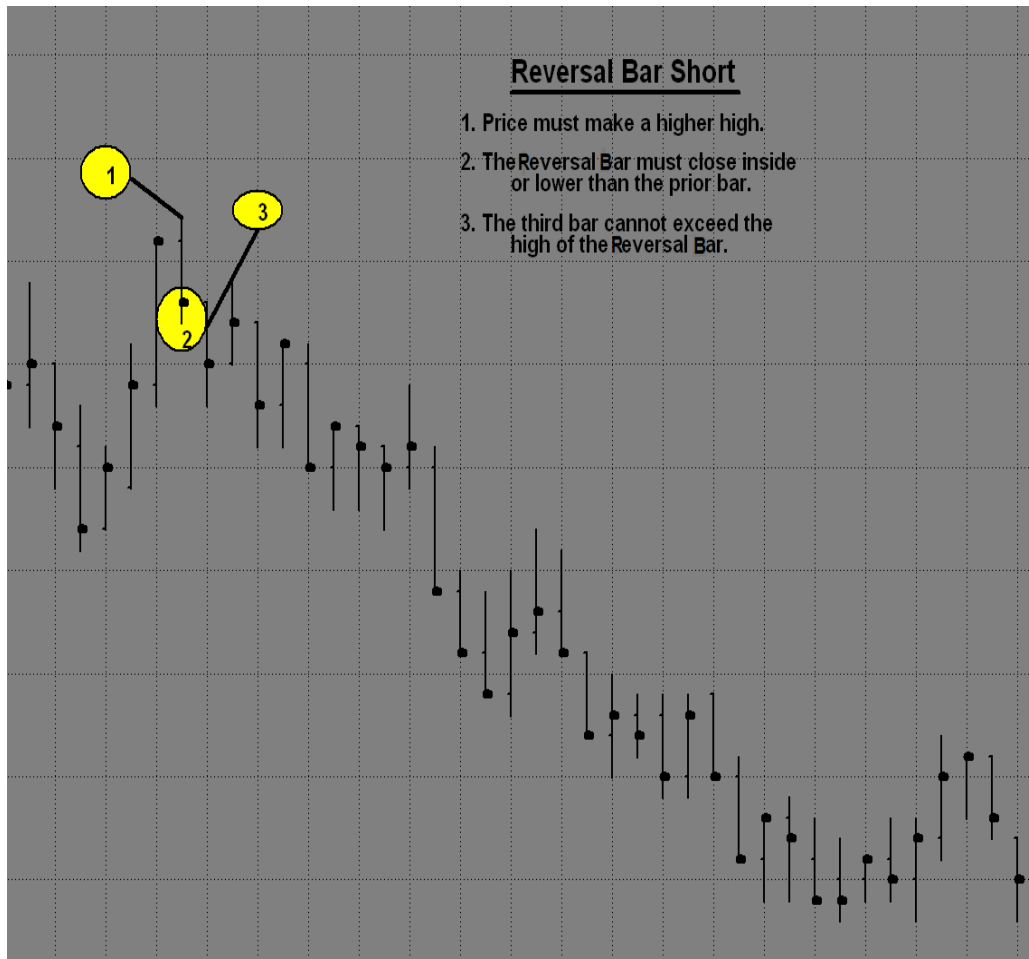 Reversal Bar Short
1. Price must make a higher high.
2. The Reversal Bar must close inside
or lower than the prior bar.
3. The third bar cannot exceed the
high of the Reversal Bar.
1
3
2